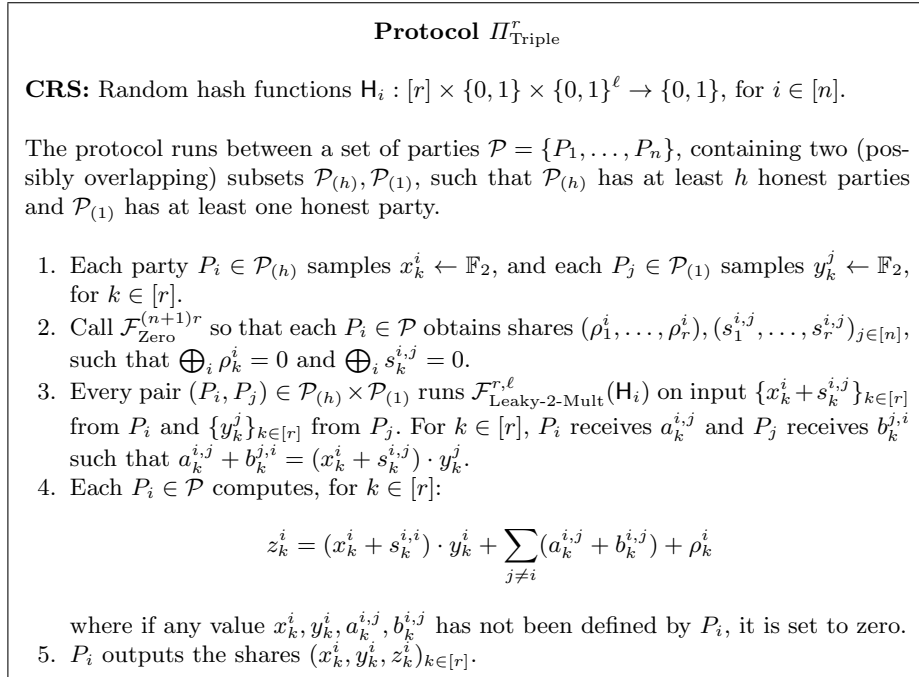 Protocol Π^r_Triple
CRS: Random hash functions H_i : [r] × {0, 1} × {0, 1}^ℓ → {0, 1}, for i ∈ [n].
The protocol runs between a set of parties 𝒫 = {P_1, . . . , P_n}, containing two (pos-
sibly overlapping) subsets 𝒫_(h), 𝒫_(1), such that 𝒫_(h) has at least h honest parties
and 𝒫_(1) has at least one honest party.
1. Each party P_i ∈ 𝒫_(h) samples x^i_k ← 𝔽_2, and each P_j ∈ 𝒫_(1) samples y^j_k ← 𝔽_2,
for k ∈ [r].
2. Call ℱ^{(n+1)r}_Zero so that each P_i ∈ 𝒫 obtains shares (ρ^i_1, . . . , ρ^i_r), (s^{i,j}_1, . . . , s^{i,j}_r)_{j∈[n]},
such that ⊕_i ρ^i_k = 0 and ⊕_i s^{i,j}_k = 0.
3. Every pair (P_i, P_j) ∈ 𝒫_(h) × 𝒫_(1) runs ℱ^{r,ℓ}_Leaky-2-Mult(H_i) on input {x^i_k + s^{i,j}_k}_{k∈[r]}
from P_i and {y^j_k}_{k∈[r]} from P_j. For k ∈ [r], P_i receives a^{i,j}_k and P_j receives b^{j,i}_k
such that a^{i,j}_k + b^{j,i}_k = (x^i_k + s^{i,j}_k) · y^j_k.
4. Each P_i ∈ 𝒫 computes, for k ∈ [r]:
z^i_k = (x^i_k + s^{i,i}_k) · y^i_k + ∑_{j≠i} (a^{i,j}_k + b^{i,j}_k) + ρ^i_k
where if any value x^i_k, y^i_k, a^{i,j}_k, b^{i,j}_k has not been defined by P_i, it is set to zero.
5. P_i outputs the shares (x^i_k, y^i_k, z^i_k)_{k∈[r]}.